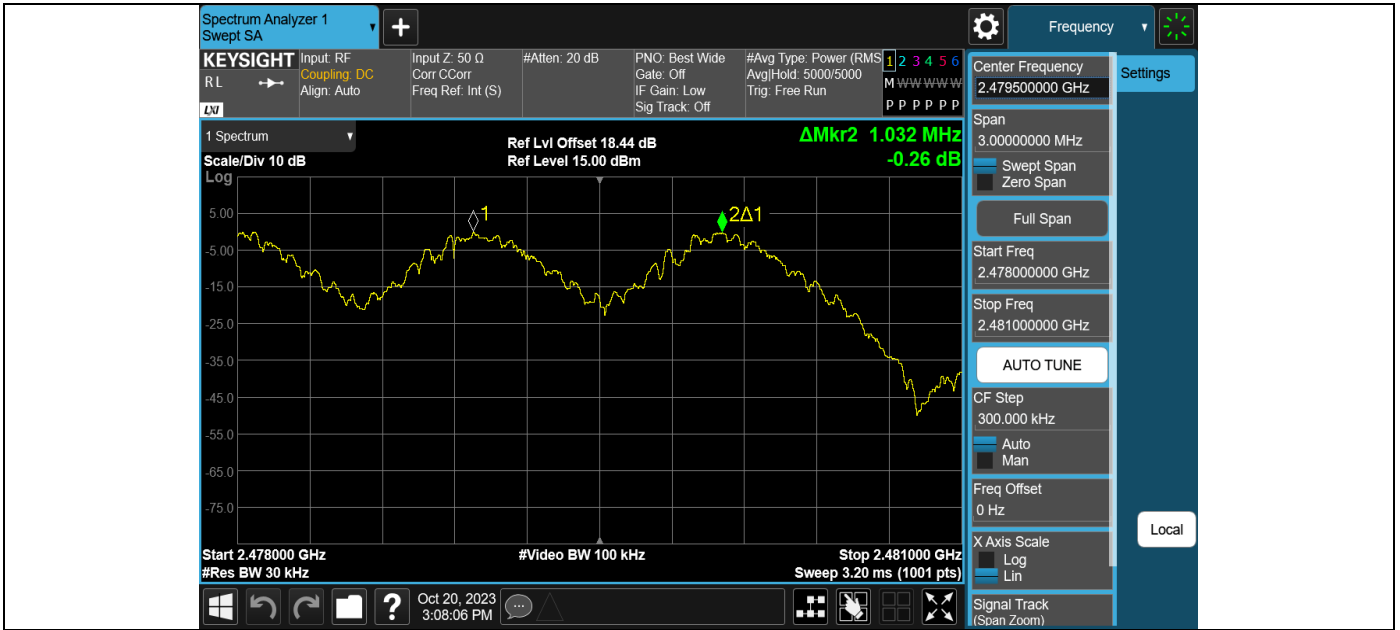 Spectrum Analyzer 1
Swept SA
+
Frequency
KEYSIGHT
RL
LXI
Input: RF
Coupling: DC
Align: Auto
Input Z: 50 Ω
Corr CCorr
Freq Ref: Int (S)
#Atten: 20 dB
PNO: Best Wide
Gate: Off
IF Gain: Low
Sig Track: Off
#Avg Type: Power (RMS
Avg|Hold: 5000/5000
Trig: Free Run
1 2 3 4 5 6
M W W W W W
P P P P P P
1 Spectrum
Scale/Div 10 dB
Log
Ref Lvl Offset 18.44 dB
Ref Level 15.00 dBm
ΔMkr2 1.032 MHz
-0.26 dB
1
2Δ1
5.00
-5.00
-15.0
-25.0
-35.0
-45.0
-55.0
-65.0
-75.0
Start 2.478000 GHz
#Res BW 30 kHz
#Video BW 100 kHz
Stop 2.481000 GHz
Sweep 3.20 ms (1001 pts)
?
Oct 20, 2023
3:08:06 PM
Center Frequency
2.479500000 GHz
Span
3.00000000 MHz
Swept Span
Zero Span
Full Span
Start Freq
2.478000000 GHz
Stop Freq
2.481000000 GHz
AUTO TUNE
CF Step
300.000 kHz
Auto
Man
Freq Offset
0 Hz
X Axis Scale
Log
Lin
Signal Track
(Span Zoom)
Settings
Local